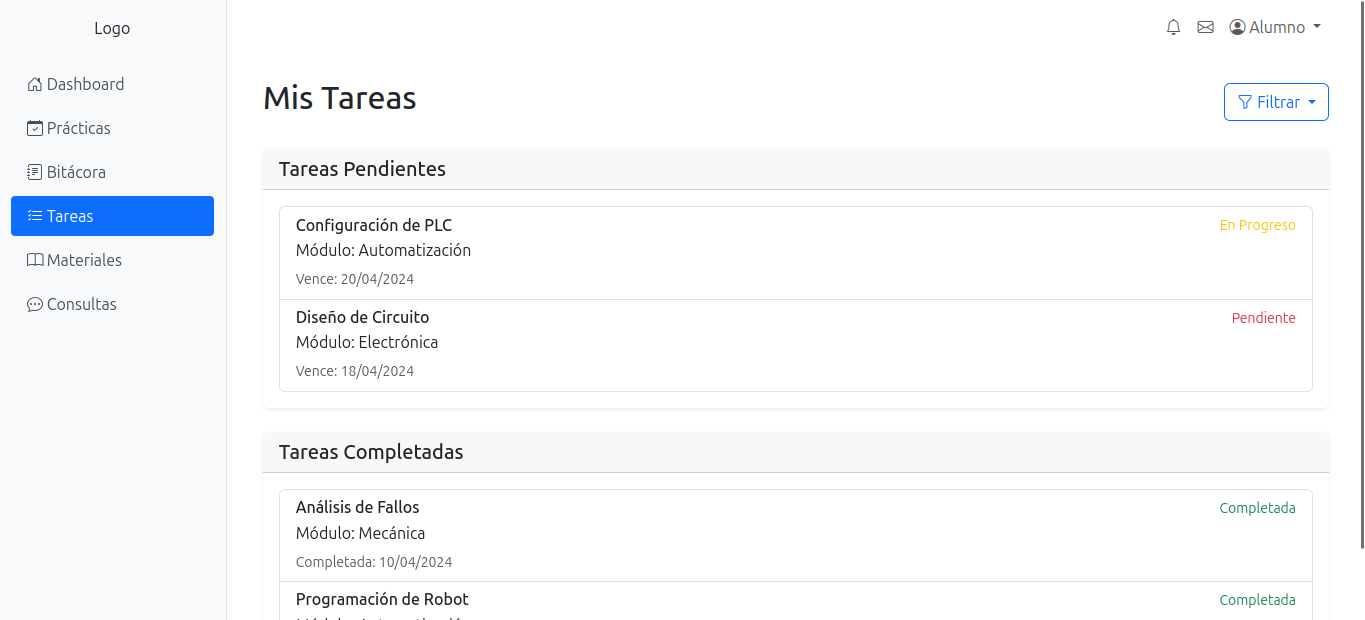 Logo
Dashboard
Prácticas
Bitácora
Tareas
Materiales
Consultas
Alumno
Mis Tareas
Filtrar
Tareas Pendientes
Configuración de PLC
En Progreso
Módulo: Automatización
Vence: 20/04/2024
Diseño de Circuito
Pendiente
Módulo: Electrónica
Vence: 18/04/2024
Tareas Completadas
Análisis de Fallos
Completada
Módulo: Mecánica
Completada: 10/04/2024
Programación de Robot
Completada